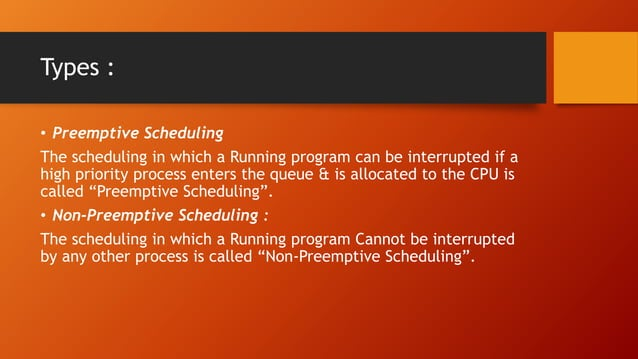 Types :
• Preemptive Scheduling
The scheduling in which a Running program can be interrupted if a
high priority process enters the queue & is allocated to the CPU is
called “Preemptive Scheduling”.
• Non-Preemptive Scheduling :
The scheduling in which a Running program Cannot be interrupted
by any other process is called “Non-Preemptive Scheduling”.